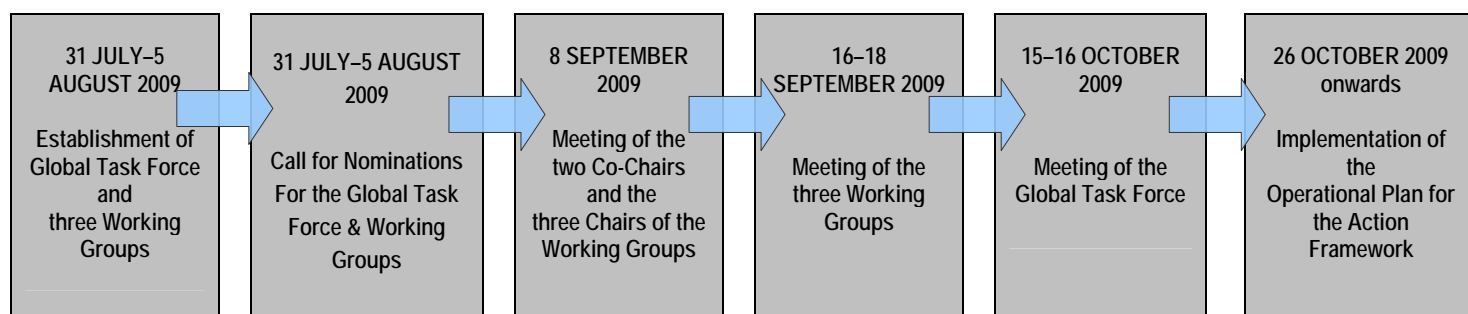 31 JULY–5
AUGUST 2009
Establishment of
Global Task Force
and
three Working
Groups
31 JULY–5 AUGUST
2009
Call for Nominations
For the Global Task
Force & Working
Groups
8 SEPTEMBER
2009
Meeting of the
two Co-Chairs
and the
three Chairs of the
Working Groups
16–18
SEPTEMBER 2009
Meeting of the
three Working
Groups
15–16 OCTOBER
2009
Meeting of the
Global Task Force
26 OCTOBER 2009
onwards
Implementation of
the
Operational Plan for
the Action
Framework